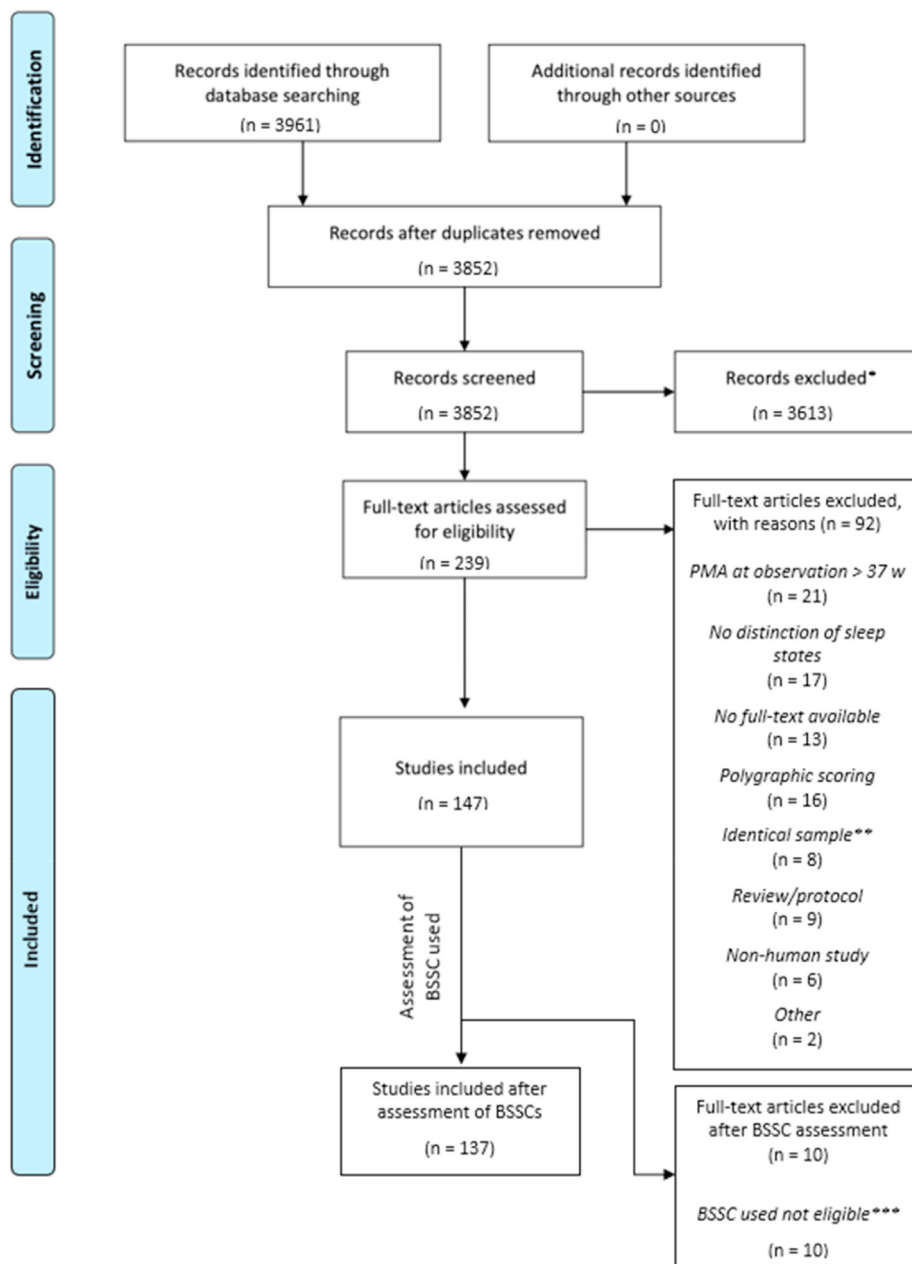 Identification
Records identified through
database searching
(n = 3961)
Additional records identified
through other sources
(n = 0)
Records after duplicates removed
(n = 3852)
Screening
Records screened
(n = 3852)
Records excluded*
(n = 3613)
Eligibility
Full-text articles assessed
for eligibility
(n = 239)
Full-text articles excluded,
with reasons (n = 92)
PMA at observation > 37 w
(n = 21)
No distinction of sleep
states
(n = 17)
No full-text available
(n = 13)
Polygraphic scoring
(n = 16)
Identical sample**
(n = 8)
Review/protocol
(n = 9)
Non-human study
(n = 6)
Other
(n = 2)
Included
Studies included
(n = 147)
Assessment of
BSSC used
Studies included after
assessment of BSSCs
(n = 137)
Full-text articles excluded
after BSSC assessment
(n = 10)
BSSC used not eligible***
(n = 10)